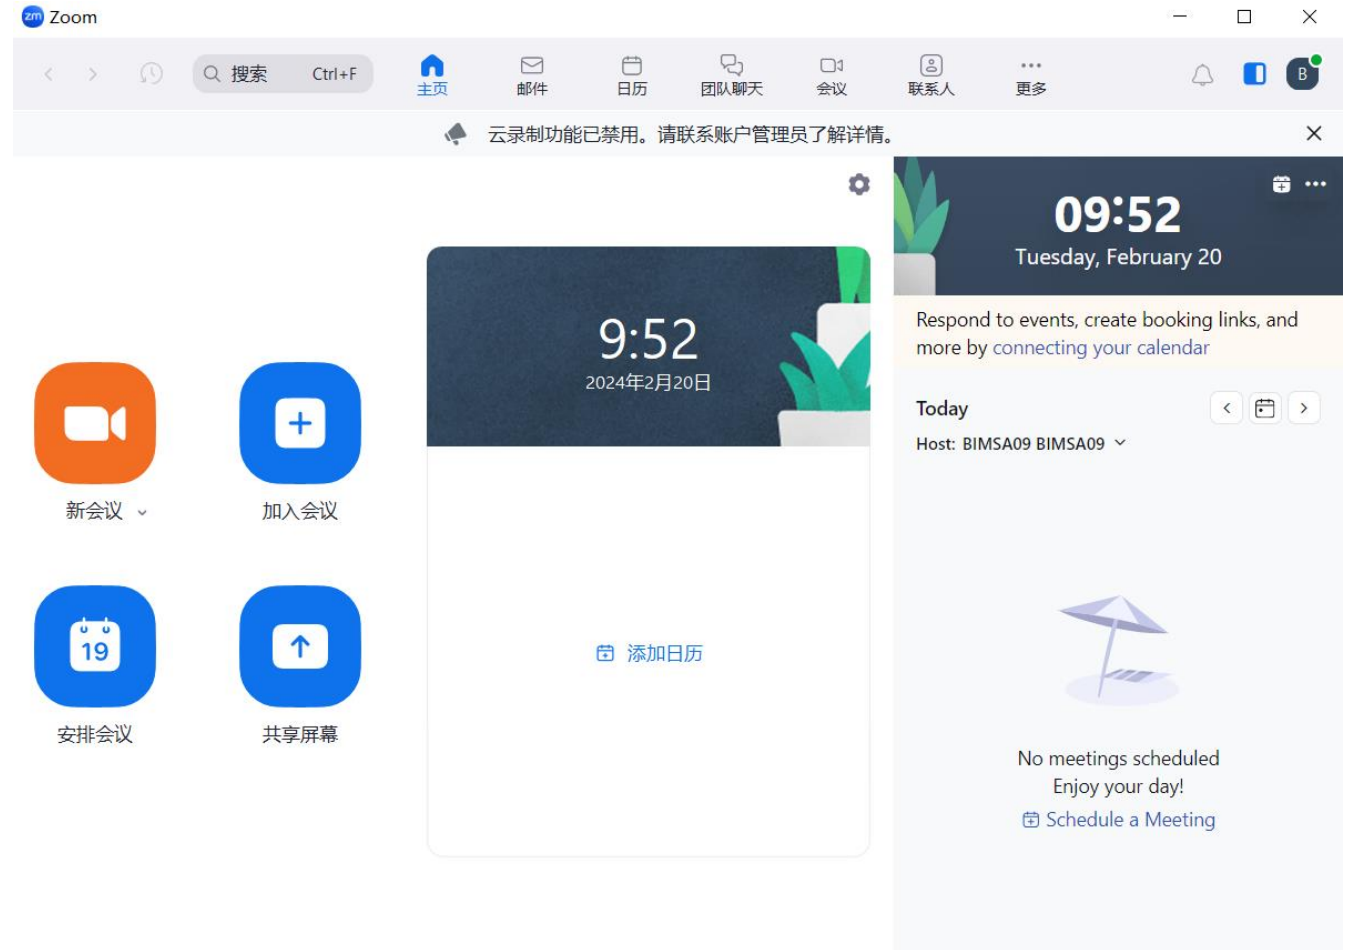 zm Zoom
搜索 Ctrl+F
主页 邮件 日历 团队聊天 会议 联系人 更多
B
云录制功能已禁用。请联系账户管理员了解详情。
新会议 加入会议
19
安排会议 共享屏幕
9:52
2024年2月20日
添加日历
09:52
Tuesday, February 20
Respond to events, create booking links, and
more by connecting your calendar
Today
Host: BIMSA09 BIMSA09
No meetings scheduled
Enjoy your day!
Schedule a Meeting